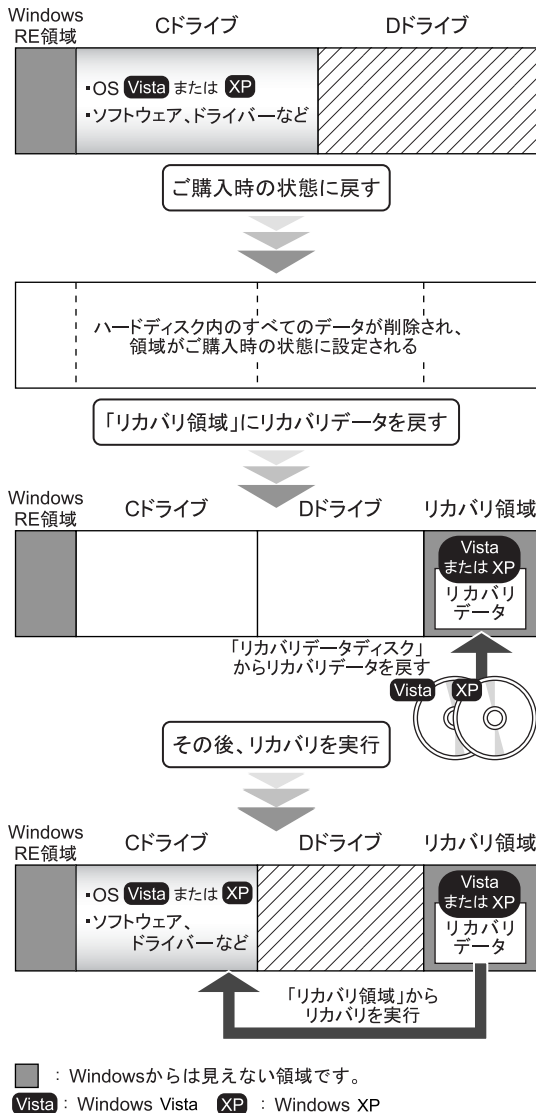 Windows
RE領域
Cドライブ
Dドライブ
・OS Vista または XP
・ソフトウェア、ドライバーなど
ご購入時の状態に戻す
ハードディスク内のすべてのデータが削除され、
領域がご購入時の状態に設定される
「リカバリ領域」にリカバリデータを戻す
Windows
RE領域
Cドライブ
Dドライブ
リカバリ領域
Vista
または XP
リカバリ
データ
「リカバリデータディスク」
からリカバリデータを戻す
Vista XP
その後、リカバリを実行
Windows
RE領域
Cドライブ
Dドライブ
リカバリ領域
・OS Vista または XP
・ソフトウェア、
ドライバーなど
Vista
または XP
リカバリ
データ
「リカバリ領域」から
リカバリを実行
：Windowsからは見えない領域です。
Vista：Windows Vista XP：Windows XP